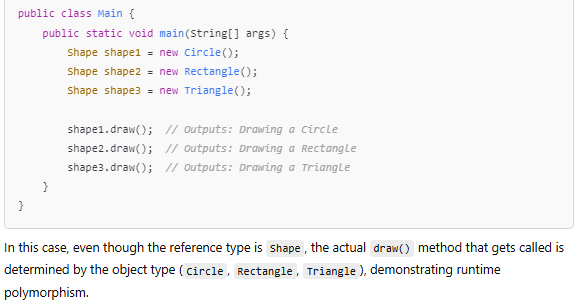 public class Main {
    public static void main(String[] args) {
        Shape shape1 = new Circle();
        Shape shape2 = new Rectangle();
        Shape shape3 = new Triangle();

        shape1.draw();  // Outputs: Drawing a Circle
        shape2.draw();  // Outputs: Drawing a Rectangle
        shape3.draw();  // Outputs: Drawing a Triangle
    }
}
In this case, even though the reference type is Shape, the actual draw() method that gets called is
determined by the object type (Circle, Rectangle, Triangle), demonstrating runtime
polymorphism.